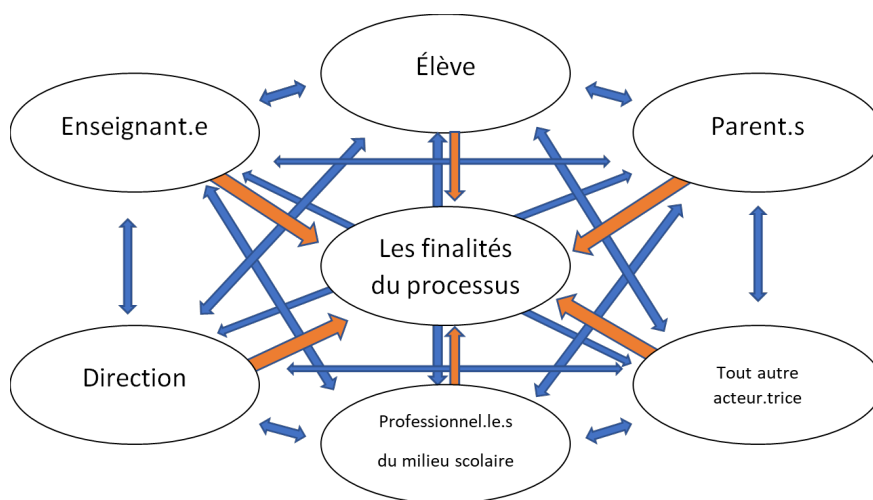 Élève
Enseignant.e
Parent.s
Les finalités
du processus
Direction
Tout autre
acteur.trice
Professionnel.le.s
du milieu scolaire